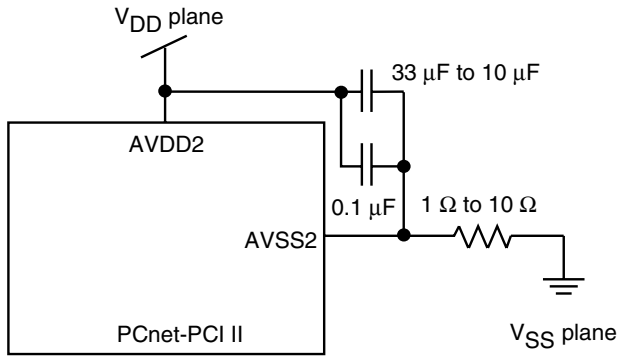 VDD plane
33 μF to 10 μF
AVDD2
0.1 μF
1 Ω to 10 Ω
AVSS2
PCnet-PCI II
VSS plane